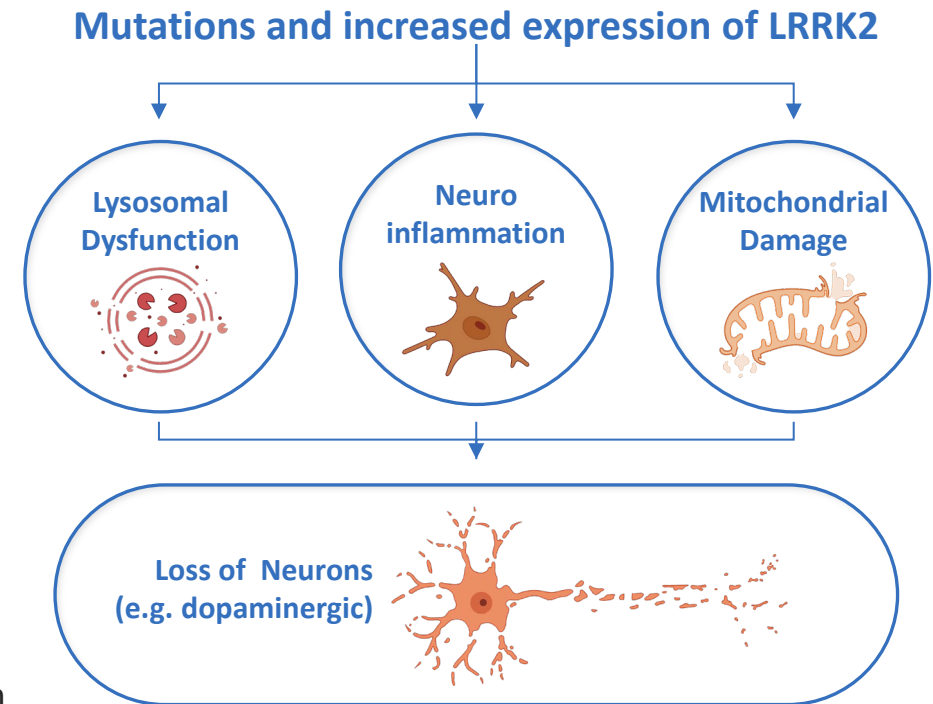 Mutations and increased expression of LRRK2
Lysosomal
Dysfunction
Neuro
inflammation
Mitochondrial
Damage
Loss of Neurons
(e.g. dopaminergic)